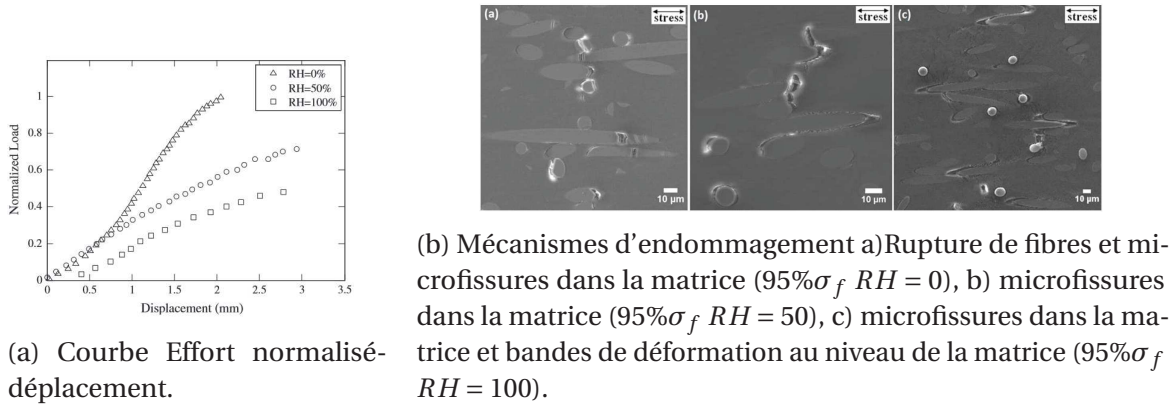 1
0.8
0.6
0.4
0.2
0
0 0.5 1 1.5 2 2.5 3 3.5
Normalized Load
Displacement (mm)
RH=0%
RH=50%
RH=100%
(a) Courbe Effort normalisé-
déplacement.
(a) stress 10 μm
(b) stress 10 μm
(c) stress 10 μm
(b) Mécanismes d'endommagement a)Rupture de fibres et mi-
crofissures dans la matrice (95%σf RH = 0), b) microfissures
dans la matrice (95%σf RH = 50), c) microfissures dans la ma-
trice et bandes de déformation au niveau de la matrice (95%σf
RH = 100).